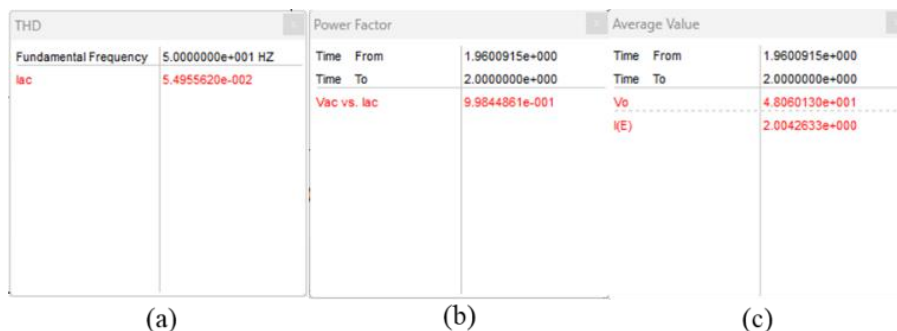 THD
Fundamental Frequency 5.0000000e+001 HZ
Iac 5.4955620e-002
(a)
Power Factor
Time From 1.9600915e+000
Time To 2.0000000e+000
Vac vs. Iac 9.9844861e-001
(b)
Average Value
Time From 1.9600915e+000
Time To 2.0000000e+000
Vo 4.8060130e+001
I(E) 2.0042633e+000
(c)